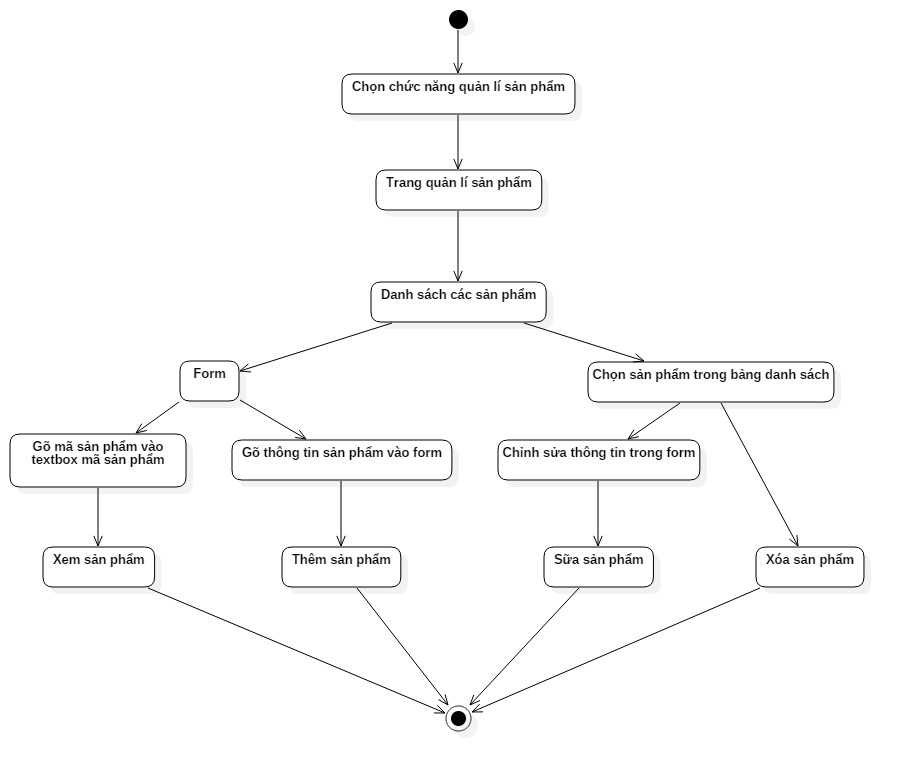 Chọn chức năng quản lí sản phẩm
Trang quản lí sản phẩm
Danh sách các sản phẩm
Form
Chọn sản phẩm trong bảng danh sách
Gõ mã sản phẩm vào
textbox mã sản phẩm
Gõ thông tin sản phẩm vào form
Chỉnh sửa thông tin trong form
Xem sản phẩm
Thêm sản phẩm
Sữa sản phẩm
Xóa sản phẩm